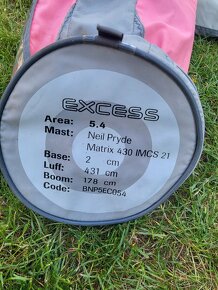 EXCESS
Area: 5.4
Mast: Neil Pryde
Matrix 430 IMCS 21
Base: 2 cm
Luff: 431 cm
Boom: 178 cm
Code: BNP5EC054